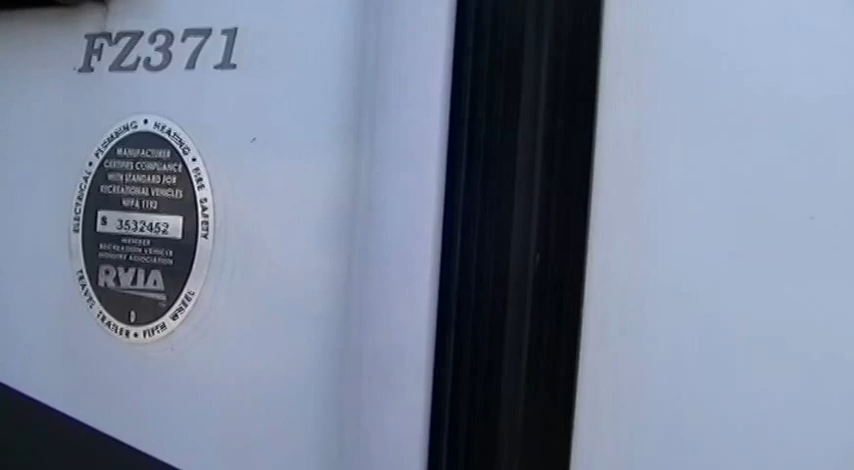 FZ371
ELECTRICAL • PLUMBING • HEATING • FIRE SAFETY
MANUFACTURER
CERTIFIES COMPLIANCE
WITH STANDARD FOR
RECREATIONAL VEHICLES
NFPA 1192
S 3532452
MEMBER
RECREATION VEHICLE
INDUSTRY ASSOCIATION
RVIA
D
TRAVEL TRAILER • FIFTH WHEEL